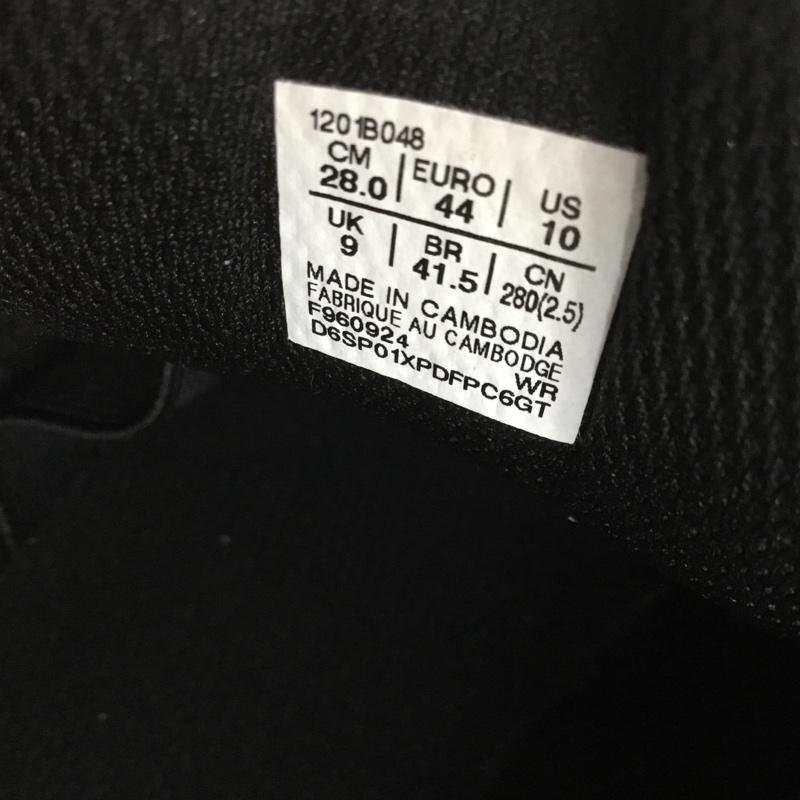 1201B048
CM | EURO | US
28.0 44 10
UK | BR | CN
9 41.5 280(2.5)
MADE IN CAMBODIA
FABRIQUE AU CAMBODGE
F960924 WR
D6SP01XPDFPC6GT